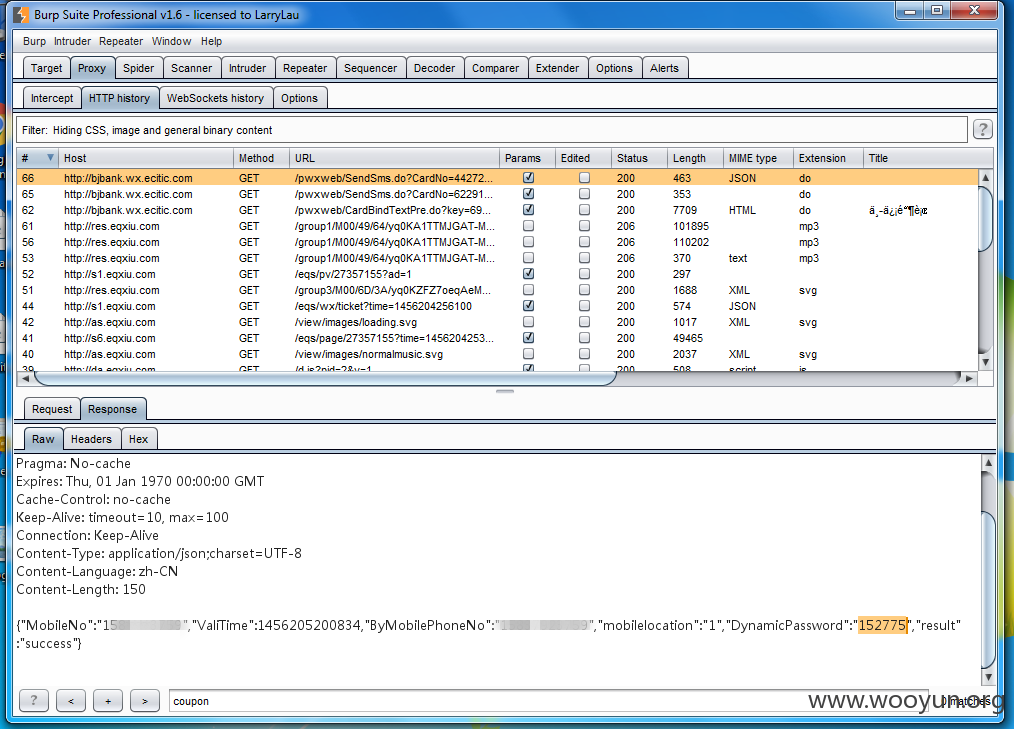 Burp Suite Professional v1.6 - licensed to LarryLau
Burp Intruder Repeater Window Help
Target Proxy Spider Scanner Intruder Repeater Sequencer Decoder Comparer Extender Options Alerts
Intercept HTTP history WebSockets history Options
Filter: Hiding CSS, image and general binary content ?
# Host Method URL Params Edited Status Length MIME type Extension Title
66 http://bjbank.wx.ecitic.com GET /pwxweb/SendSms.do?CardNo=44272... 200 463 JSON do
65 http://bjbank.wx.ecitic.com GET /pwxweb/SendSms.do?CardNo=62291... 200 353 do
62 http://bjbank.wx.ecitic.com GET /pwxweb/CardBindTextPre.do?key=69... 200 7709 HTML do
61 http://res.eqxiu.com GET /group1/M00/49/64/yq0KA1TTMJGAT-M... 206 101895 mp3
56 http://res.eqxiu.com GET /group1/M00/49/64/yq0KA1TTMJGAT-M... 206 110202 mp3
53 http://res.eqxiu.com GET /group1/M00/49/64/yq0KA1TTMJGAT-M... 206 370 text mp3
52 http://s1.eqxiu.com GET /eqs/pv/27357155?ad=1 200 297
51 http://res.eqxiu.com GET /group3/M00/6D/3A/yq0KZFZ7oeqAeM... 200 1688 XML svg
44 http://s1.eqxiu.com GET /eqs/wx/ticket?time=1456204256100 200 574 JSON
42 http://as.eqxiu.com GET /view/images/loading.svg 200 1017 XML svg
41 http://s6.eqxiu.com GET /eqs/page/27357155?time=1456204253... 200 49465
40 http://as.eqxiu.com GET /view/images/normalmusic.svg 200 2037 XML svg
39 http://da.eqxiu.com GET /d.js?pid=2&v=1 200 508 script js
Request Response
Raw Headers Hex
Pragma: No-cache
Expires: Thu, 01 Jan 1970 00:00:00 GMT
Cache-Control: no-cache
Keep-Alive: timeout=10, max=100
Connection: Keep-Alive
Content-Type: application/json;charset=UTF-8
Content-Language: zh-CN
Content-Length: 150
{"MobileNo":"15","ValiTime":1456205200834,"ByMobilePhoneNo":"","mobilelocation":"1","DynamicPassword":"152775","result"
:"success"}
? < + > coupon 0 matches
www.wooyun.org